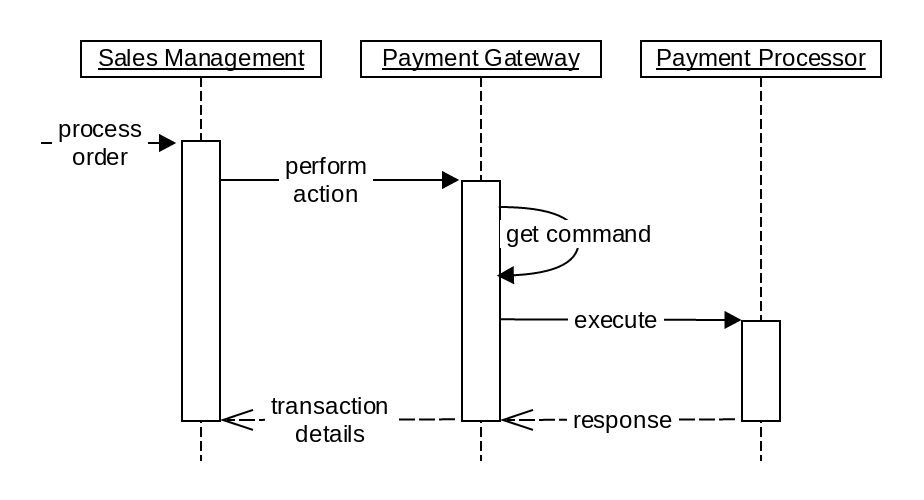 Sales Management
Payment Gateway
Payment Processor
process
order
perform
action
get command
execute
transaction
details
response